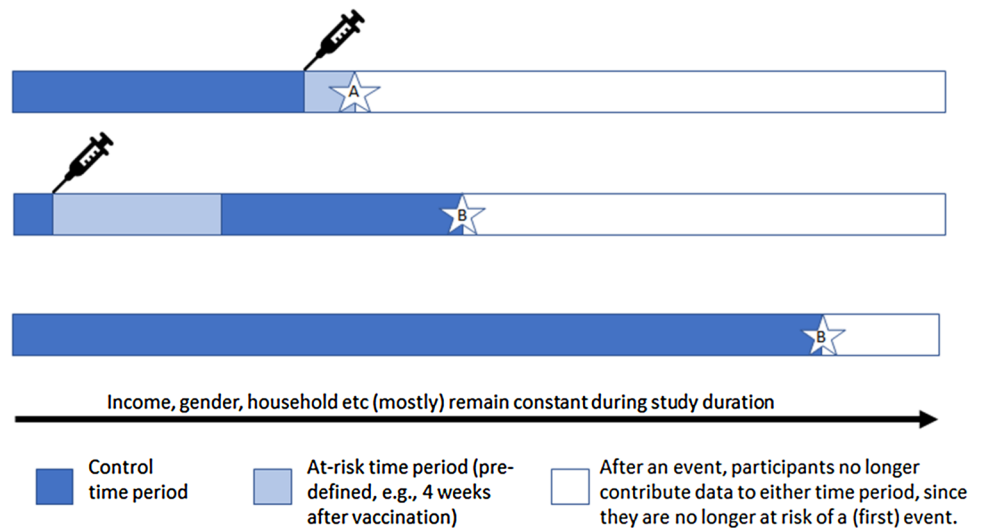 A
B
B
Income, gender, household etc (mostly) remain constant during study duration
Control
time period
At-risk time period (pre-
defined, e.g., 4 weeks
after vaccination)
After an event, participants no longer
contribute data to either time period, since
they are no longer at risk of a (first) event.